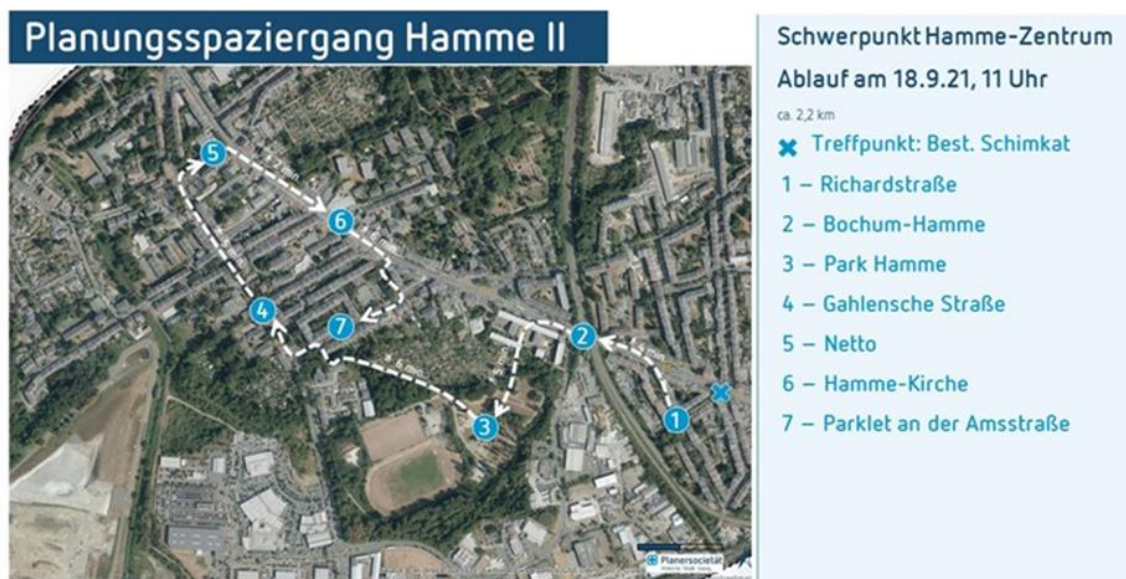 Planungsspaziergang Hamme II
Schwerpunkt Hamme-Zentrum
Ablauf am 18.9.21, 11 Uhr
ca. 2,2 km
✖ Treffpunkt: Best. Schimkat
1 – Richardstraße
2 – Bochum-Hamme
3 – Park Hamme
4 – Gahlensche Straße
5 – Netto
6 – Hamme-Kirche
7 – Parklet an der Amsstraße
5
6
4
7
6 min.
2
3
1
Planersocietät